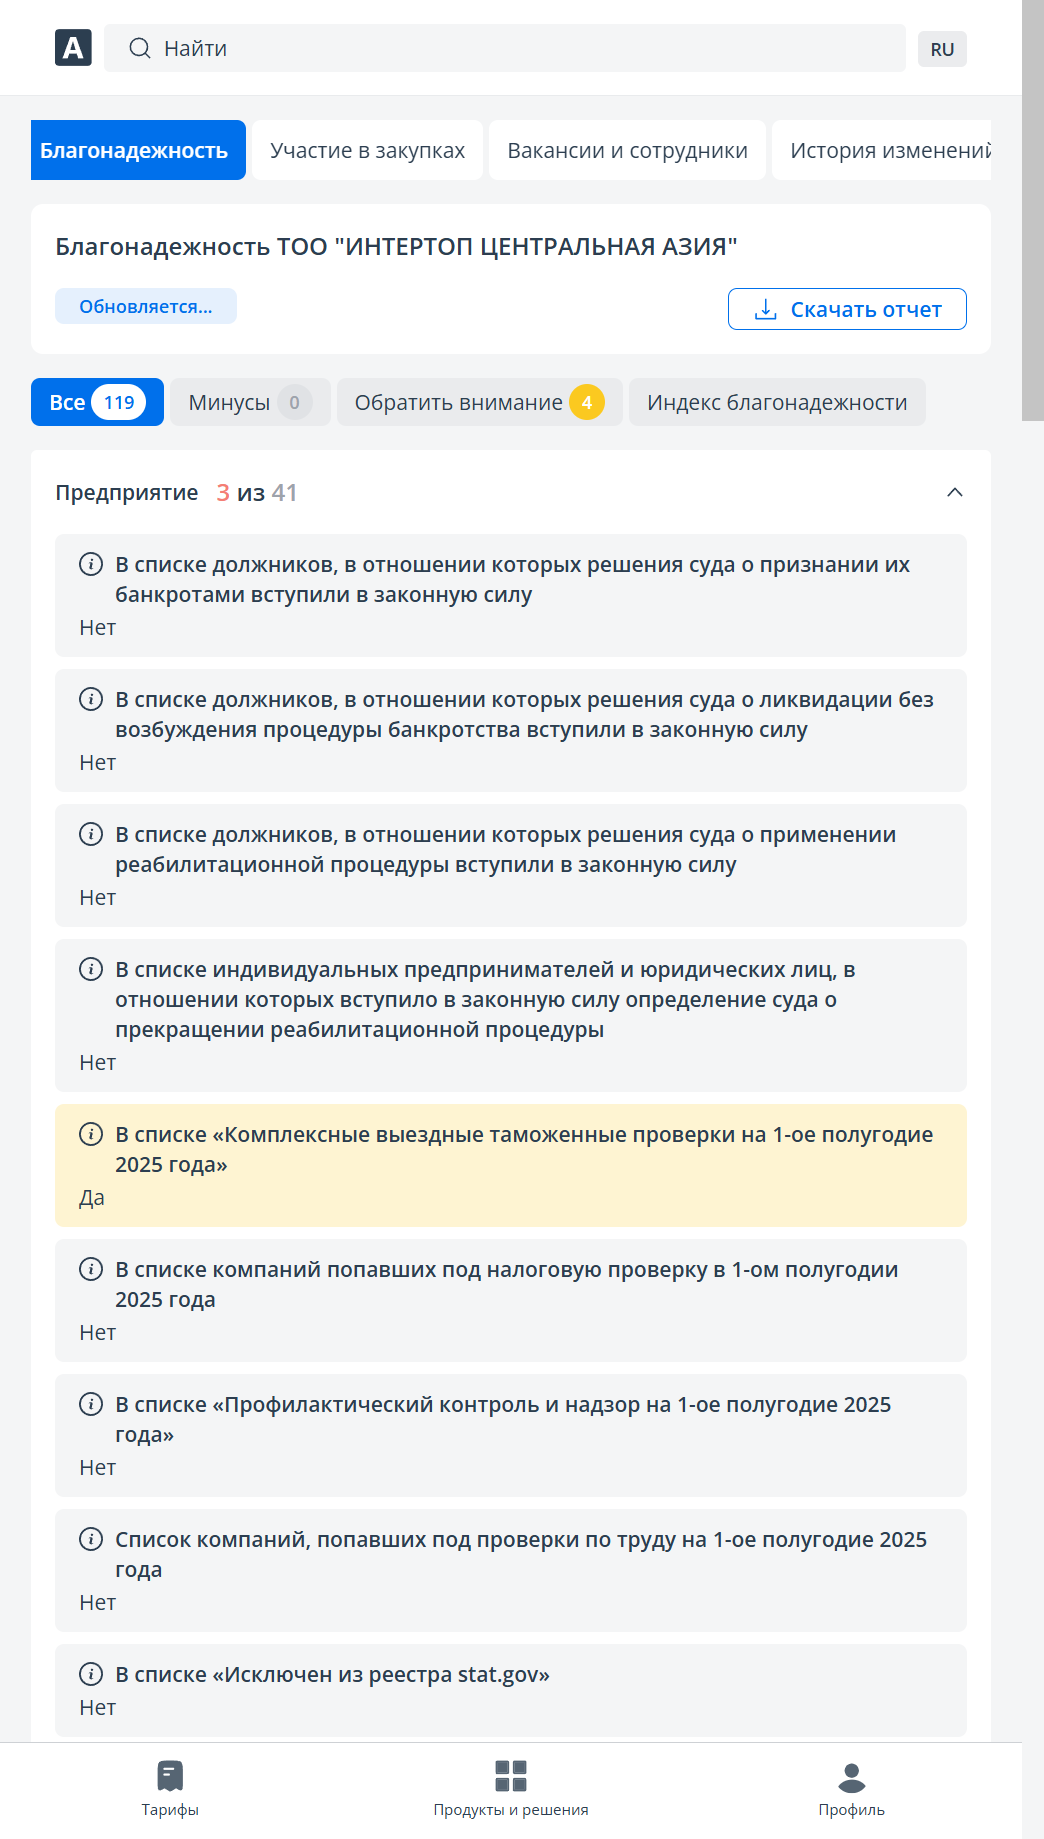 A
Найти
RU
Благонадежность
Участие в закупках
Вакансии и сотрудники
История изменений
Благонадежность ТОО "ИНТЕРТОП ЦЕНТРАЛЬНАЯ АЗИЯ"
Обновляется...
Скачать отчет
Все 119
Минусы 0
Обратить внимание 4
Индекс благонадежности
Предприятие 3 из 41
В списке должников, в отношении которых решения суда о признании их
банкротами вступили в законную силу
Нет
В списке должников, в отношении которых решения суда о ликвидации без
возбуждения процедуры банкротства вступили в законную силу
Нет
В списке должников, в отношении которых решения суда о применении
реабилитационной процедуры вступили в законную силу
Нет
В списке индивидуальных предпринимателей и юридических лиц, в
отношении которых вступило в законную силу определение суда о
прекращении реабилитационной процедуры
Нет
В списке «Комплексные выездные таможенные проверки на 1-ое полугодие
2025 года»
Да
В списке компаний попавших под налоговую проверку в 1-ом полугодии
2025 года
Нет
В списке «Профилактический контроль и надзор на 1-ое полугодие 2025
года»
Нет
Список компаний, попавших под проверки по труду на 1-ое полугодие 2025
года
Нет
В списке «Исключен из реестра stat.gov»
Нет
Тарифы
Продукты и решения
Профиль